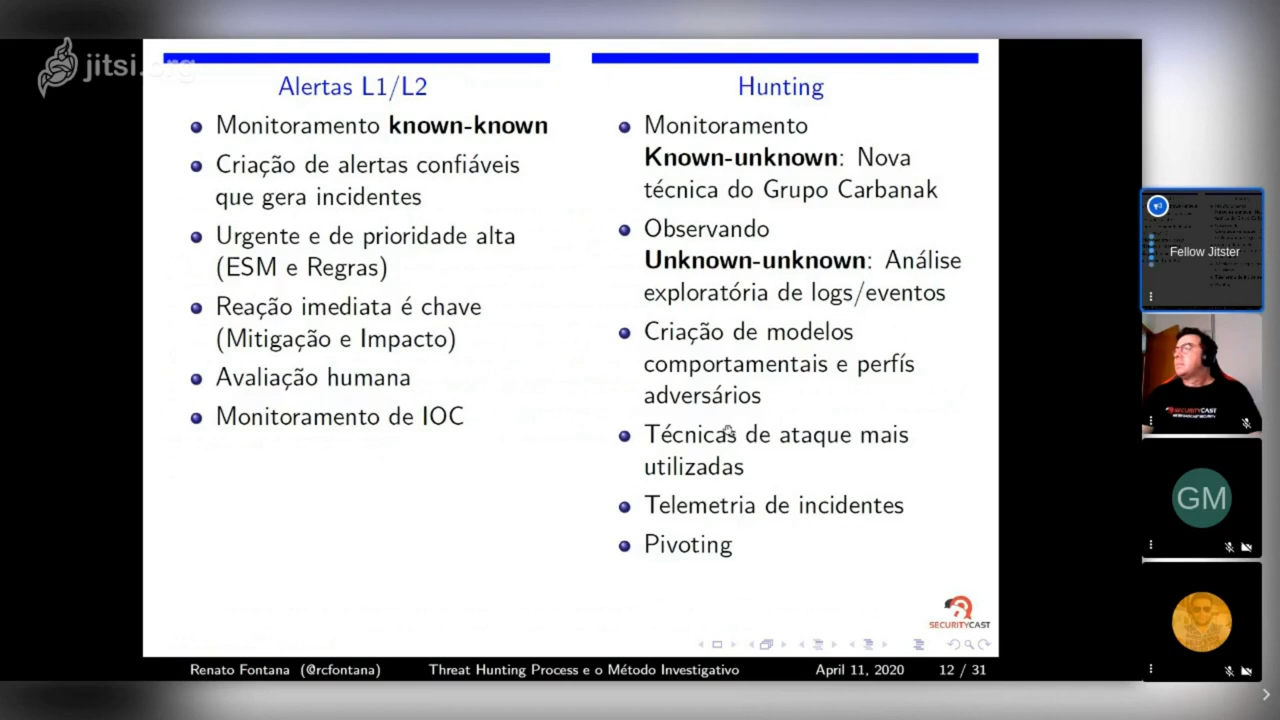 jitsi.org
Alertas L1/L2
Monitoramento known-known
Criação de alertas confiáveis
que gera incidentes
Urgente e de prioridade alta
(ESM e Regras)
Reação imediata é chave
(Mitigação e Impacto)
Avaliação humana
Monitoramento de IOC
Hunting
Monitoramento
Known-unknown: Nova
técnica do Grupo Carbanak
Observando
Unknown-unknown: Análise
exploratória de logs/eventos
Criação de modelos
comportamentais e perfís
adversários
Técnicas de ataque mais
utilizadas
Telemetria de incidentes
Pivoting
SECURITYCAST
Renato Fontana (@rcfontana)
Threat Hunting Process e o Método Investigativo
April 11, 2020
12 / 31
Fellow Jitster
SECURITYCAST
GM